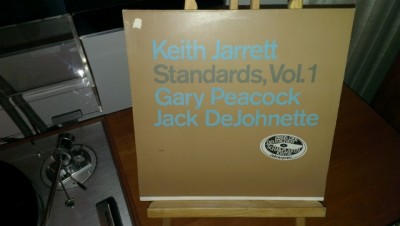 Keith Jarrett
Standards, Vol. 1
Gary Peacock
Jack DeJohnette